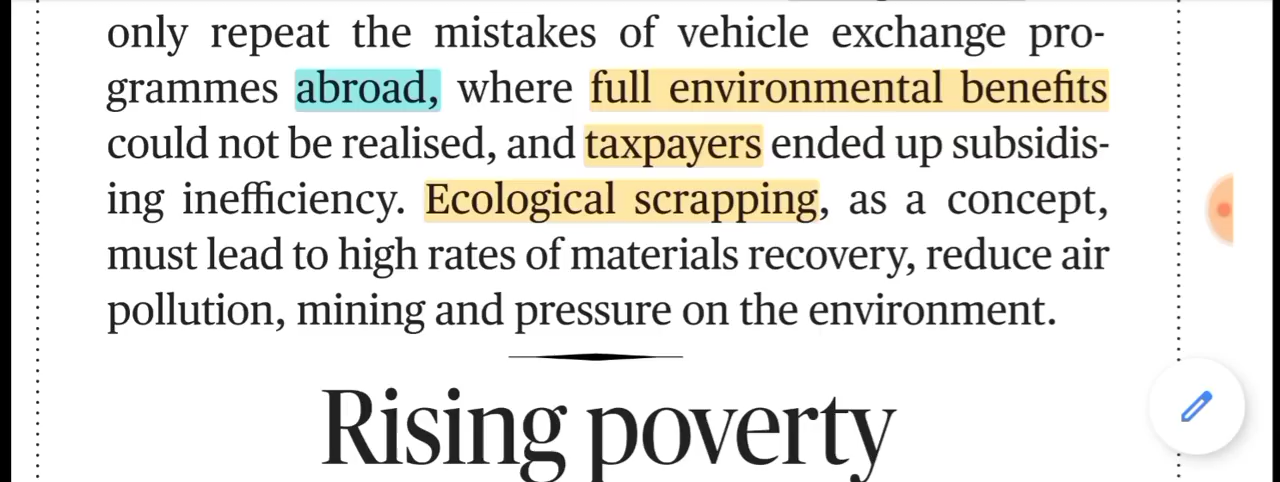 only repeat the mistakes of vehicle exchange pro-
grammes abroad, where full environmental benefits
could not be realised, and taxpayers ended up subsidis-
ing inefficiency. Ecological scrapping, as a concept,
must lead to high rates of materials recovery, reduce air
pollution, mining and pressure on the environment.
Rising poverty